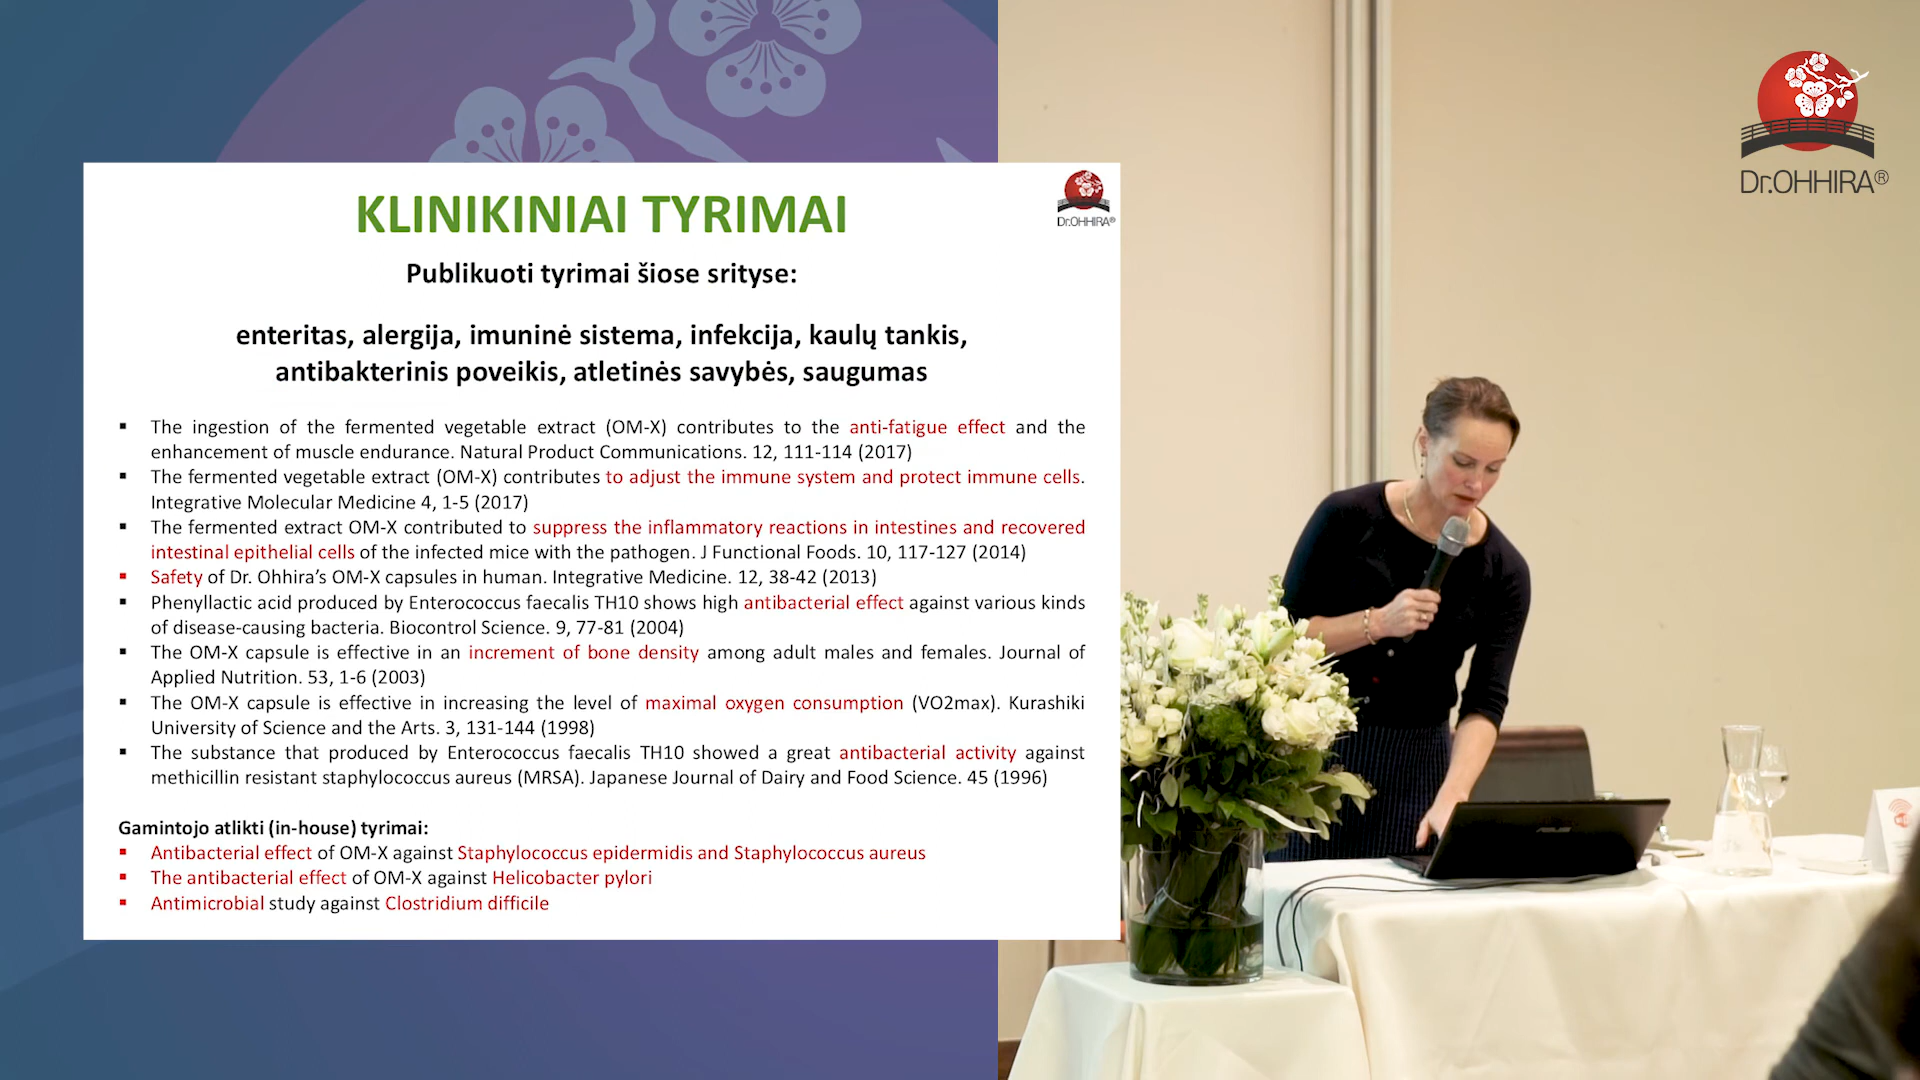 KLINIKINIAI TYRIMAI
Dr.OHHIRA®
Publikuoti tyrimai šiose srityse:
enteritas, alergija, imuninė sistema, infekcija, kaulų tankis,
antibakterinis poveikis, atletinės savybės, saugumas
▪ The ingestion of the fermented vegetable extract (OM-X) contributes to the anti-fatigue effect and the
enhancement of muscle endurance. Natural Product Communications. 12, 111-114 (2017)
▪ The fermented vegetable extract (OM-X) contributes to adjust the immune system and protect immune cells.
Integrative Molecular Medicine 4, 1-5 (2017)
▪ The fermented extract OM-X contributed to suppress the inflammatory reactions in intestines and recovered
intestinal epithelial cells of the infected mice with the pathogen. J Functional Foods. 10, 117-127 (2014)
▪ Safety of Dr. Ohhira’s OM-X capsules in human. Integrative Medicine. 12, 38-42 (2013)
▪ Phenyllactic acid produced by Enterococcus faecalis TH10 shows high antibacterial effect against various kinds
of disease-causing bacteria. Biocontrol Science. 9, 77-81 (2004)
▪ The OM-X capsule is effective in an increment of bone density among adult males and females. Journal of
Applied Nutrition. 53, 1-6 (2003)
▪ The OM-X capsule is effective in increasing the level of maximal oxygen consumption (VO2max). Kurashiki
University of Science and the Arts. 3, 131-144 (1998)
▪ The substance that produced by Enterococcus faecalis TH10 showed a great antibacterial activity against
methicillin resistant staphylococcus aureus (MRSA). Japanese Journal of Dairy and Food Science. 45 (1996)
Gamintojo atlikti (in-house) tyrimai:
▪ Antibacterial effect of OM-X against Staphylococcus epidermidis and Staphylococcus aureus
▪ The antibacterial effect of OM-X against Helicobacter pylori
▪ Antimicrobial study against Clostridium difficile
Dr.OHHIRA®
ASUS